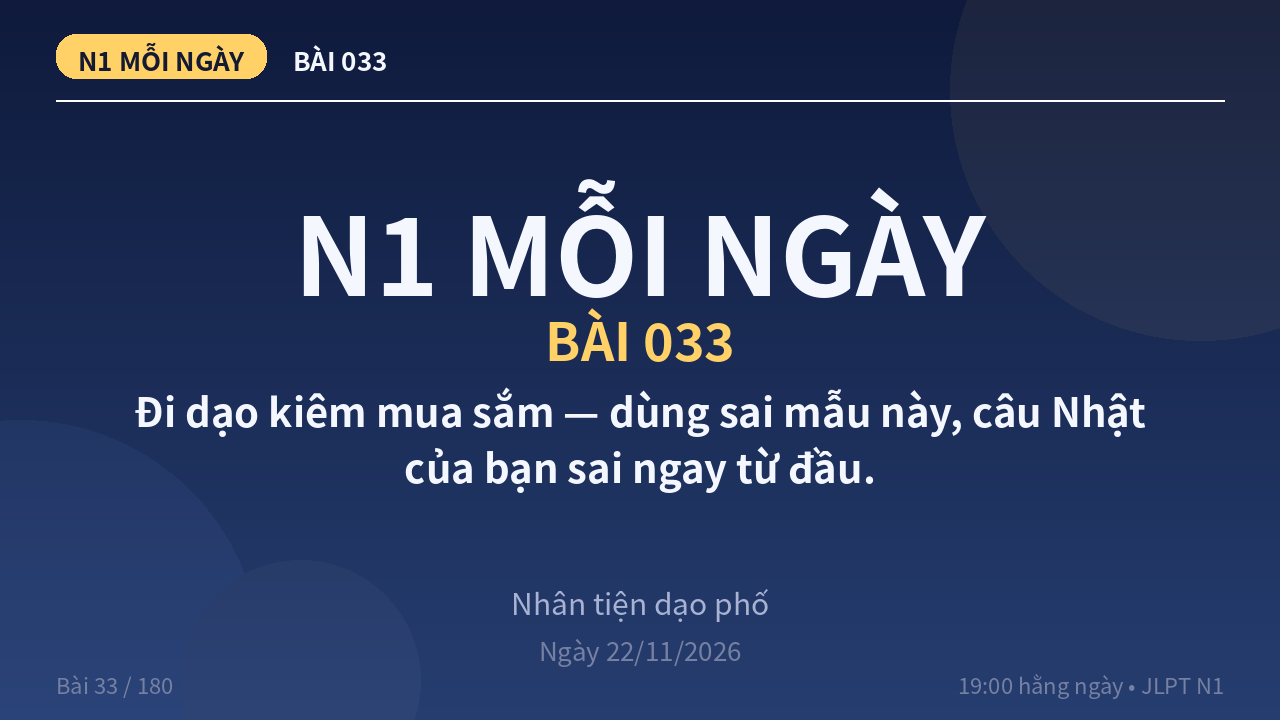 N1 MỖI NGÀY
BÀI 033
N1 MỖI NGÀY
BÀI 033
Đi dạo kiêm mua sắm — dùng sai mẫu này, câu Nhật
của bạn sai ngay từ đầu.
Nhân tiện dạo phố
Ngày 22/11/2026
Bài 33 / 180
19:00 hằng ngày • JLPT N1